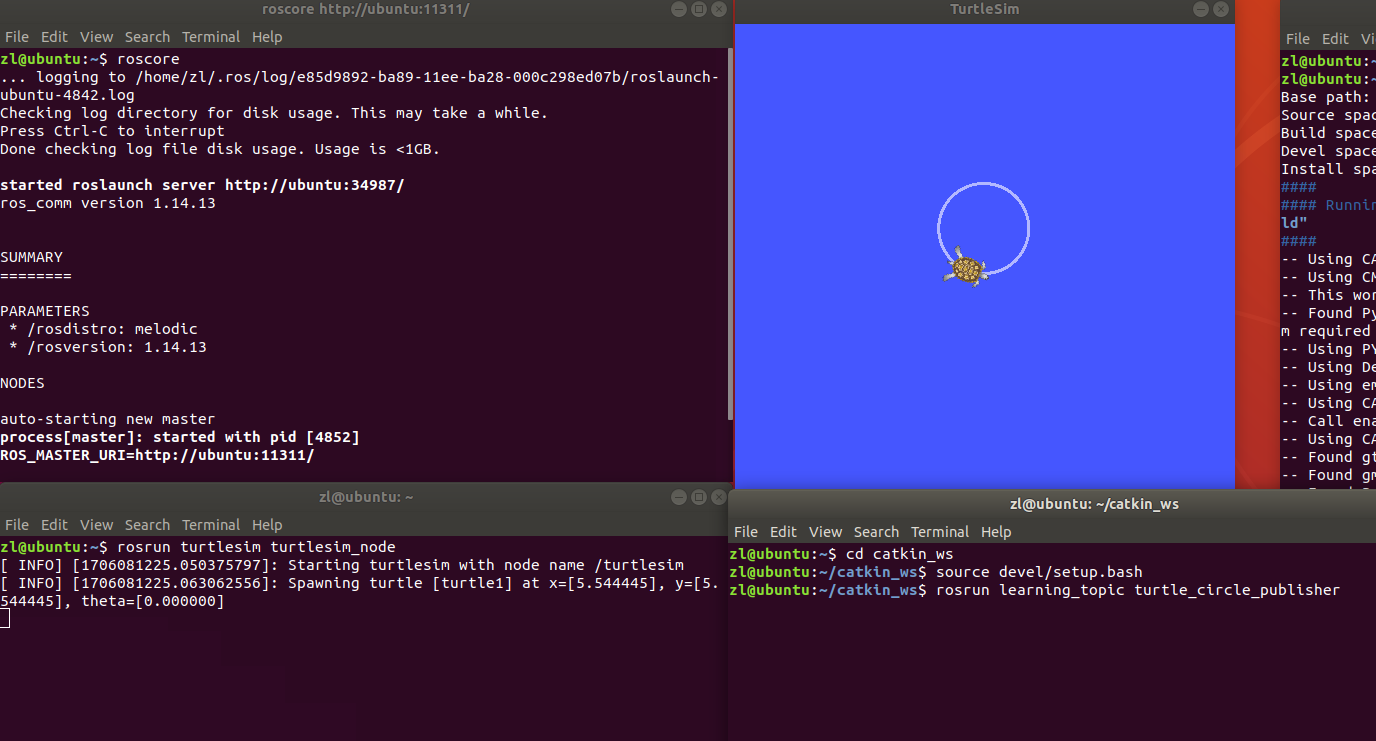 roscore http://ubuntu:11311/
File Edit View Search Terminal Help
zl@ubuntu:~$ roscore
... logging to /home/zl/.ros/log/e85d9892-ba89-11ee-ba28-000c298ed07b/roslaunch-
ubuntu-4842.log
Checking log directory for disk usage. This may take a while.
Press Ctrl-C to interrupt
Done checking log file disk usage. Usage is <1GB.
started roslaunch server http://ubuntu:34987/
ros_comm version 1.14.13
SUMMARY
========
PARAMETERS
 * /rosdistro: melodic
 * /rosversion: 1.14.13
NODES
auto-starting new master
process[master]: started with pid [4852]
ROS_MASTER_URI=http://ubuntu:11311/
TurtleSim
File Edit Vi
zl@ubuntu:~
zl@ubuntu:~
Base path:
Source spac
Build space
Devel space
Install spa
####
#### Runnin
ld"
####
-- Using CA
-- Using CM
-- This wor
-- Found Py
m required
-- Using PY
-- Using De
-- Using em
-- Using CA
-- Call ena
-- Using CA
-- Found gt
-- Found gm
zl@ubuntu: ~
File Edit View Search Terminal Help
zl@ubuntu:~$ rosrun turtlesim turtlesim_node
[ INFO] [1706081225.050375797]: Starting turtlesim with node name /turtlesim
[ INFO] [1706081225.063062556]: Spawning turtle [turtle1] at x=[5.544445], y=[5.
544445], theta=[0.000000]
zl@ubuntu: ~/catkin_ws
File Edit View Search Terminal Help
zl@ubuntu:~$ cd catkin_ws
zl@ubuntu:~/catkin_ws$ source devel/setup.bash
zl@ubuntu:~/catkin_ws$ rosrun learning_topic turtle_circle_publisher